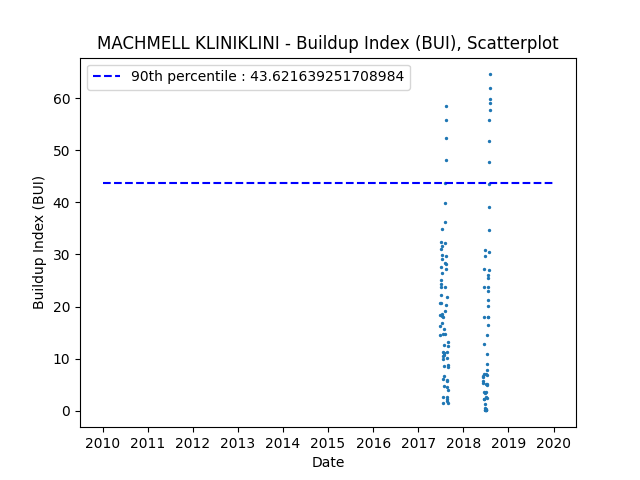 MACHMELL KLINIKLINI - Buildup Index (BUI), Scatterplot
90th percentile : 43.621639251708984
Buildup Index (BUI)
60
50
40
30
20
10
0
2010 2011 2012 2013 2014 2015 2016 2017 2018 2019 2020
Date